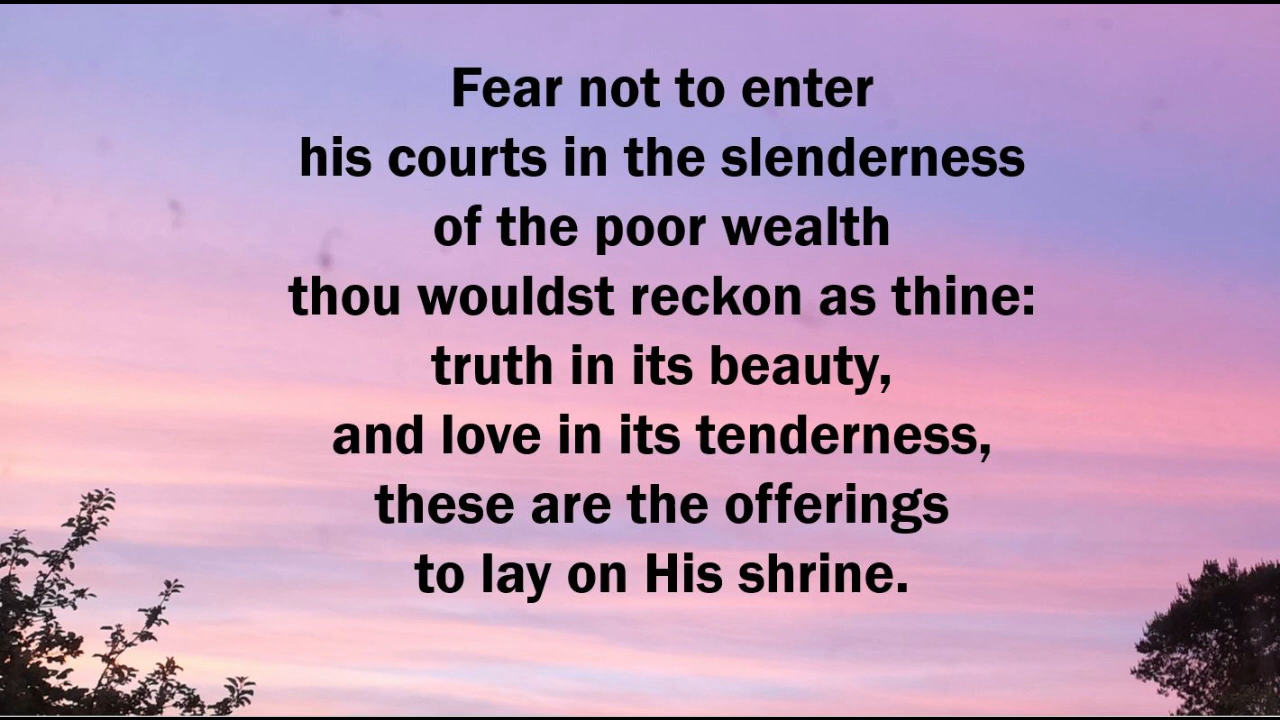 Fear not to enter
his courts in the slenderness
of the poor wealth
thou wouldst reckon as thine:
truth in its beauty,
and love in its tenderness,
these are the offerings
to lay on His shrine.